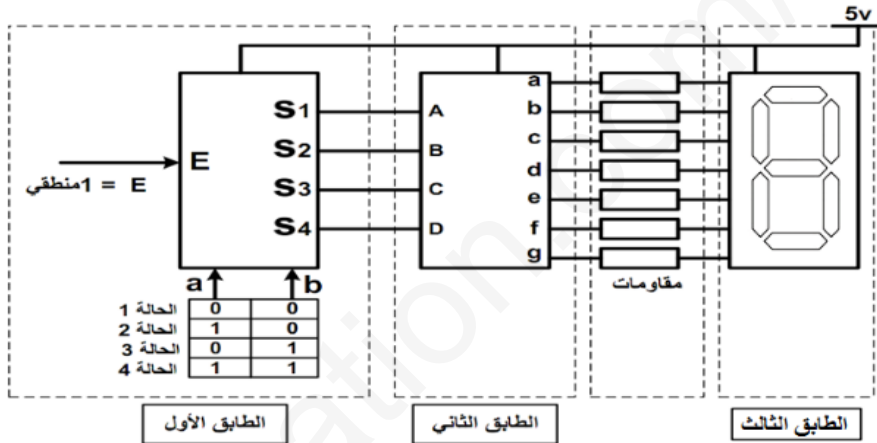 5v
E
S1
S2
S3
S4
A
B
C
D
a
b
c
d
e
f
g
E = 1منطقي
a b
الحالة 1 0 0
الحالة 2 1 0
الحالة 3 0 1
الحالة 4 1 1
مقاومات
الطابق الأول
الطابق الثاني
الطابق الثالث